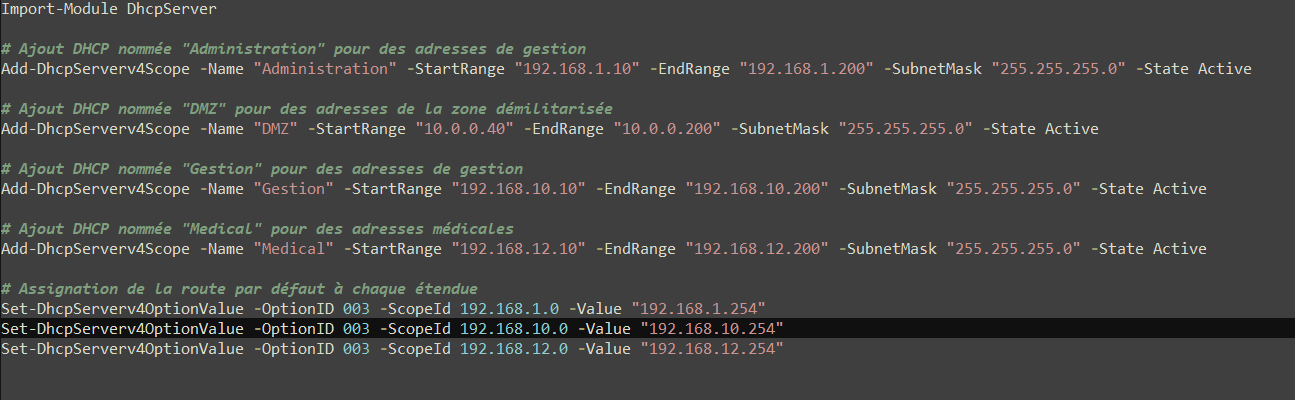 Import-Module DhcpServer
# Ajout DHCP nommée "Administration" pour des adresses de gestion
Add-DhcpServerv4Scope -Name "Administration" -StartRange "192.168.1.10" -EndRange "192.168.1.200" -SubnetMask "255.255.255.0" -State Active
# Ajout DHCP nommée "DMZ" pour des adresses de la zone démilitarisée
Add-DhcpServerv4Scope -Name "DMZ" -StartRange "10.0.0.40" -EndRange "10.0.0.200" -SubnetMask "255.255.255.0" -State Active
# Ajout DHCP nommée "Gestion" pour des adresses de gestion
Add-DhcpServerv4Scope -Name "Gestion" -StartRange "192.168.10.10" -EndRange "192.168.10.200" -SubnetMask "255.255.255.0" -State Active
# Ajout DHCP nommée "Medical" pour des adresses médicales
Add-DhcpServerv4Scope -Name "Medical" -StartRange "192.168.12.10" -EndRange "192.168.12.200" -SubnetMask "255.255.255.0" -State Active
# Assignation de la route par défaut à chaque étendue
Set-DhcpServerv4OptionValue -OptionID 003 -ScopeId 192.168.1.0 -Value "192.168.1.254"
Set-DhcpServerv4OptionValue -OptionID 003 -ScopeId 192.168.10.0 -Value "192.168.10.254"
Set-DhcpServerv4OptionValue -OptionID 003 -ScopeId 192.168.12.0 -Value "192.168.12.254"